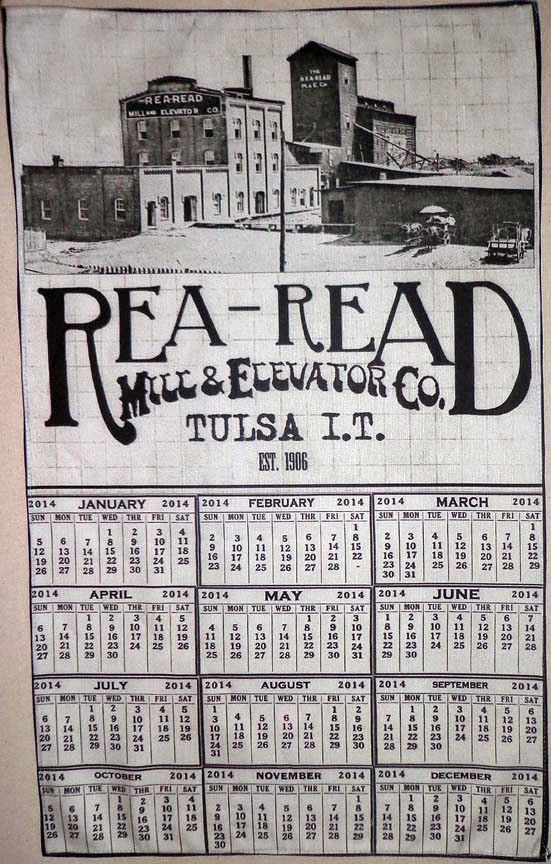 THE
REA-READ
MILL AND ELEVATOR CO.
THE
REA-READ
M.& E. Co
REA-READ
MILL & ELEVATOR CO.
TULSA I.T.
EST. 1906
2014 JANUARY 2014
SUN MON TUE WED THR FRI SAT
1 2 3 4
5 6 7 8 9 10 11
12 13 14 15 16 17 18
19 20 21 22 23 24 25
26 27 28 29 30 31
2014 FEBRUARY 2014
SUN MON TUE WED THR FRI SAT
1
2 3 4 5 6 7 8
9 10 11 12 13 14 15
16 17 18 19 20 21 22
23 24 25 26 27 28 -
2014 MARCH 2014
SUN MON TUE WED THR FRI SAT
1
2 3 4 5 6 7 8
9 10 11 12 13 14 15
16 17 18 19 20 21 22
23 24 25 26 27 28 29
30 31
2014 APRIL 2014
SUN MON TUE WED THR FRI SAT
1 2 3 4 5
6 7 8 9 10 11 12
13 14 15 16 17 18 19
20 21 22 23 24 25 26
27 28 29 30
2014 MAY 2014
SUN MON TUE WED THR FRI SAT
1 2 3
4 5 6 7 8 9 10
11 12 13 14 15 16 17
18 19 20 21 22 23 24
25 26 27 28 29 30 31
2014 JUNE 2014
SUN MON TUE WED THR FRI SAT
1 2 3 4 5 6 7
8 9 10 11 12 13 14
15 16 17 18 19 20 21
22 23 24 25 26 27 28
29 30
2014 JULY 2014
SUN MON TUE WED THR FRI SAT
1 2 3 4 5
6 7 8 9 10 11 12
13 14 15 16 17 18 19
20 21 22 23 24 25 26
27 28 29 30 31
2014 AUGUST 2014
SUN MON TUE WED THR FRI SAT
1 2
3 4 5 6 7 8 9
10 11 12 13 14 15 16
17 18 19 20 21 22 23
24 25 26 27 28 29 30
31
2014 SEPTEMBER 2014
SUN MON TUE WED THR FRI SAT
1 2 3 4 5 6
7 8 9 10 11 12 13
14 15 16 17 18 19 20
21 22 23 24 25 26 27
28 29 30
2014 OCTOBER 2014
SUN MON TUE WED THR FRI SAT
1 2 3 4
5 6 7 8 9 10 11
12 13 14 15 16 17 18
19 20 21 22 23 24 25
26 27 28 29 30 31
2014 NOVEMBER 2014
SUN MON TUE WED THR FRI SAT
1
2 3 4 5 6 7 8
9 10 11 12 13 14 15
16 17 18 19 20 21 22
23 24 25 26 27 28 29
30
2014 DECEMBER 2014
SUN MON TUE WED THR FRI SAT
1 2 3 4 5 6
7 8 9 10 11 12 13
14 15 16 17 18 19 20
21 22 23 24 25 26 27
28 29 30 31